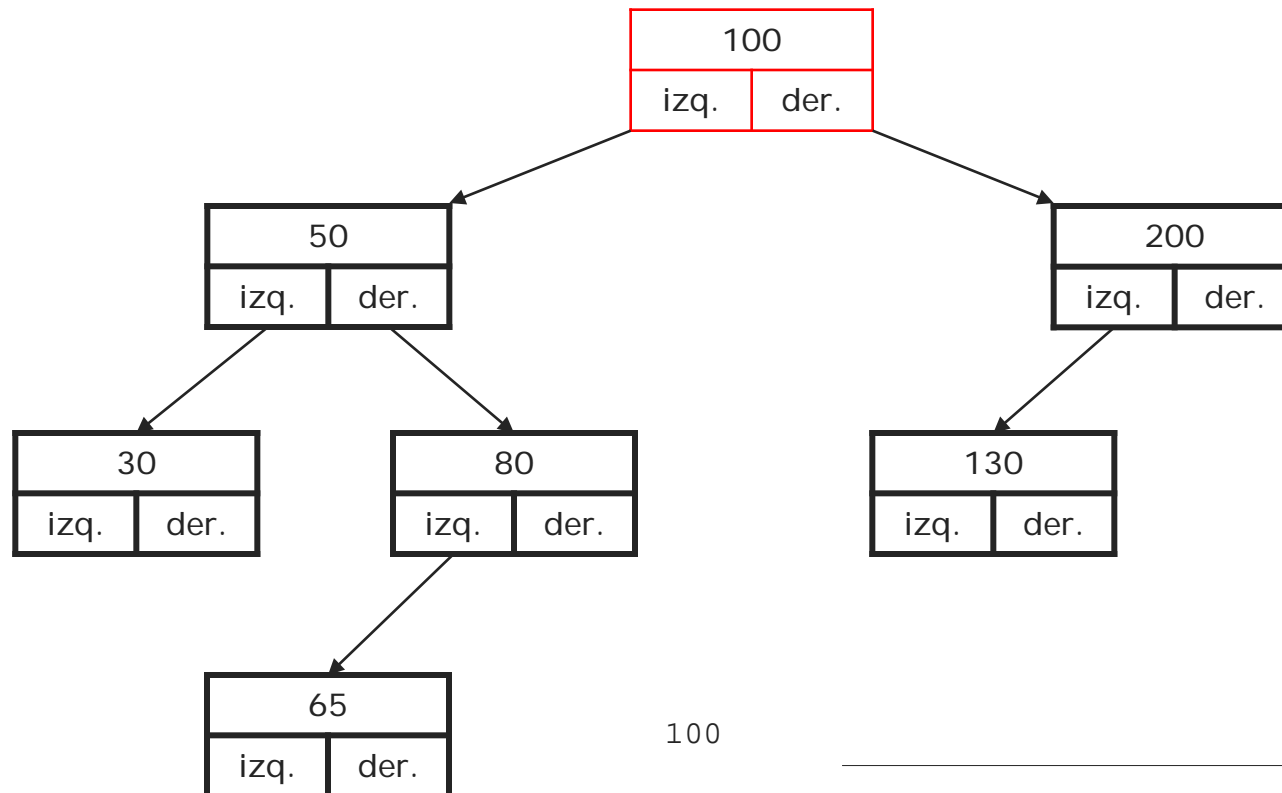 100
izq. der.
50 200
izq. der. izq. der.
30 80 130
izq. der. izq. der. izq. der.
65
100
izq. der.